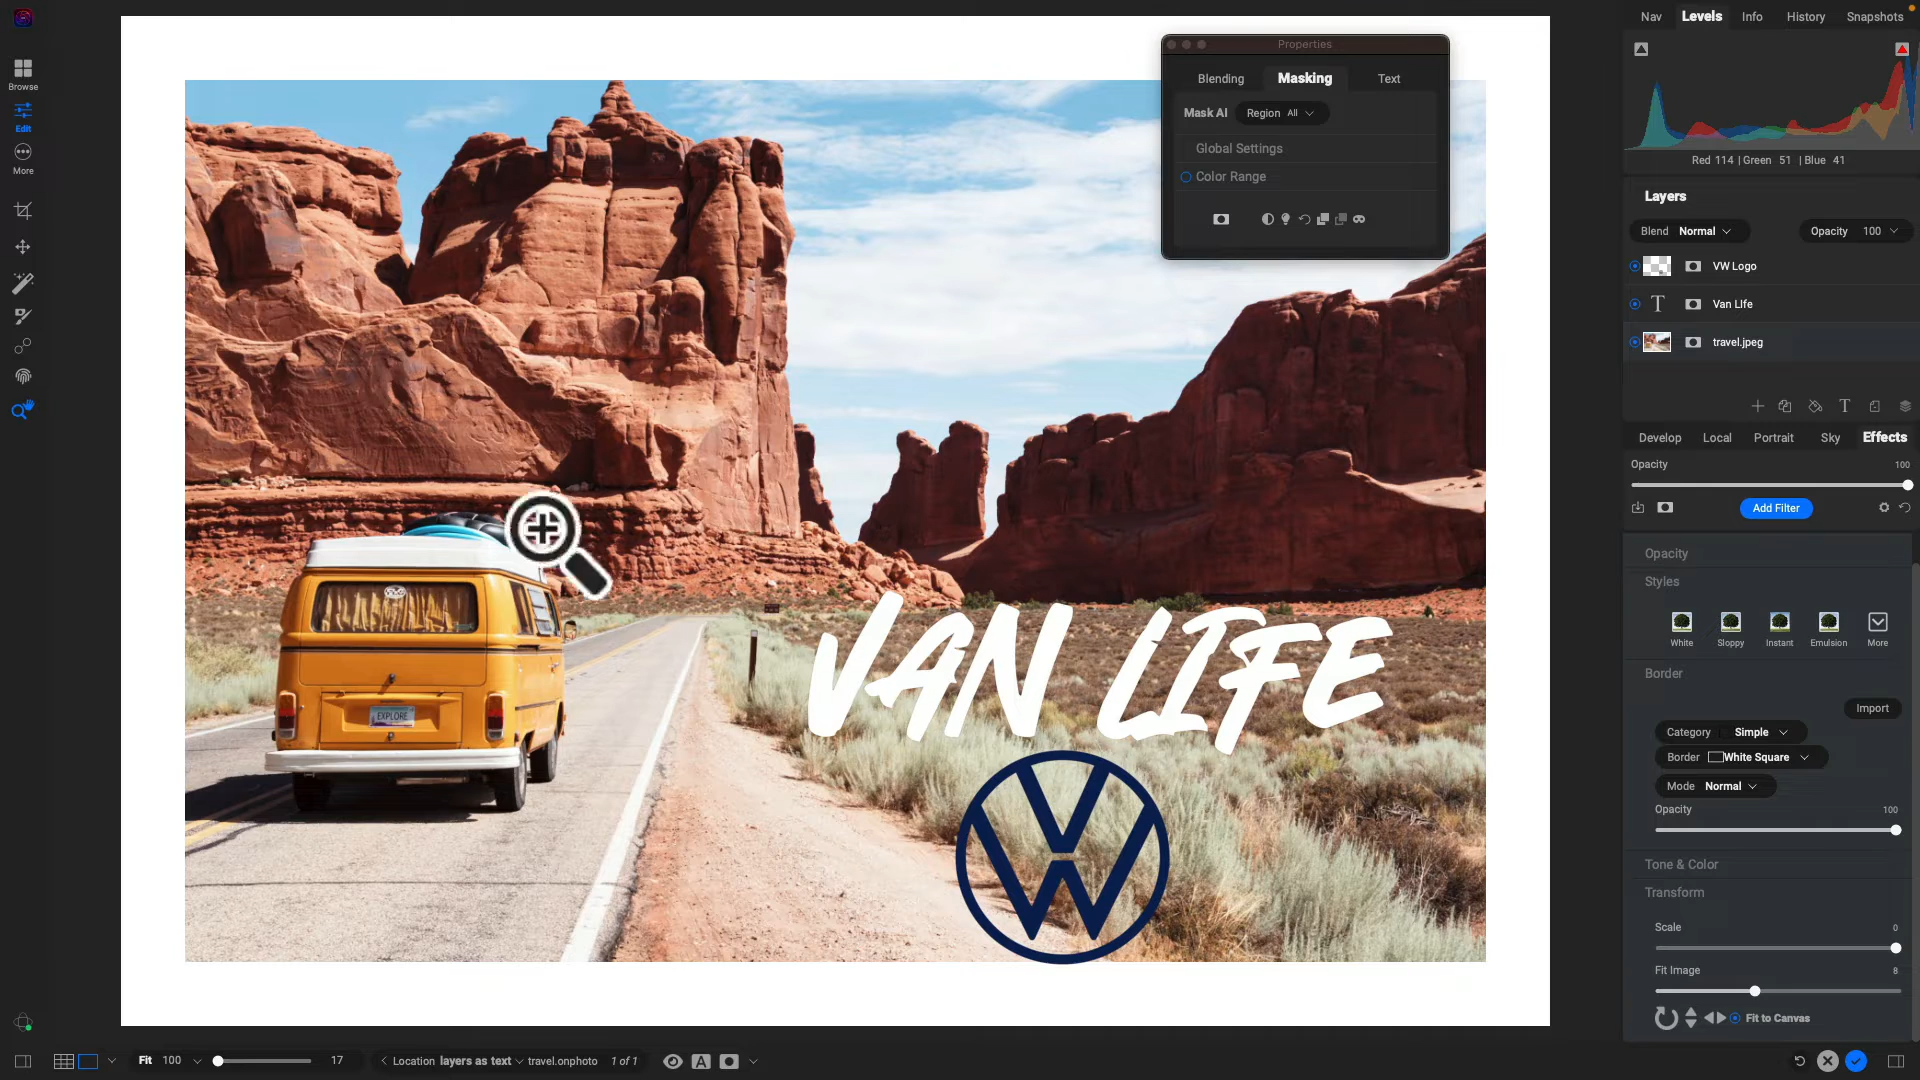 Nav Levels Info History Snapshots
Properties
Browse
Blending Masking Text
Edit
Mask AI Region All
More
Global Settings
Color Range
Red 114 | Green 51 | Blue 41
Layers
Blend Normal Opacity 100
VW Logo
T Van LIfe
travel.jpeg
T
Develop Local Portrait Sky Effects
Opacity 100
Add Filter
Opacity
Styles
White Sloppy Instant Emulsion More
Border
Import
Category Simple
Border White Square
Mode Normal
Opacity 100
Tone & Color
Transform
Scale 0
Fit Image 8
Fit to Canvas
EXPLORE
VAN LIFE
VW
Fit 100 17 Location layers as text travel.onphoto 1 of 1 A